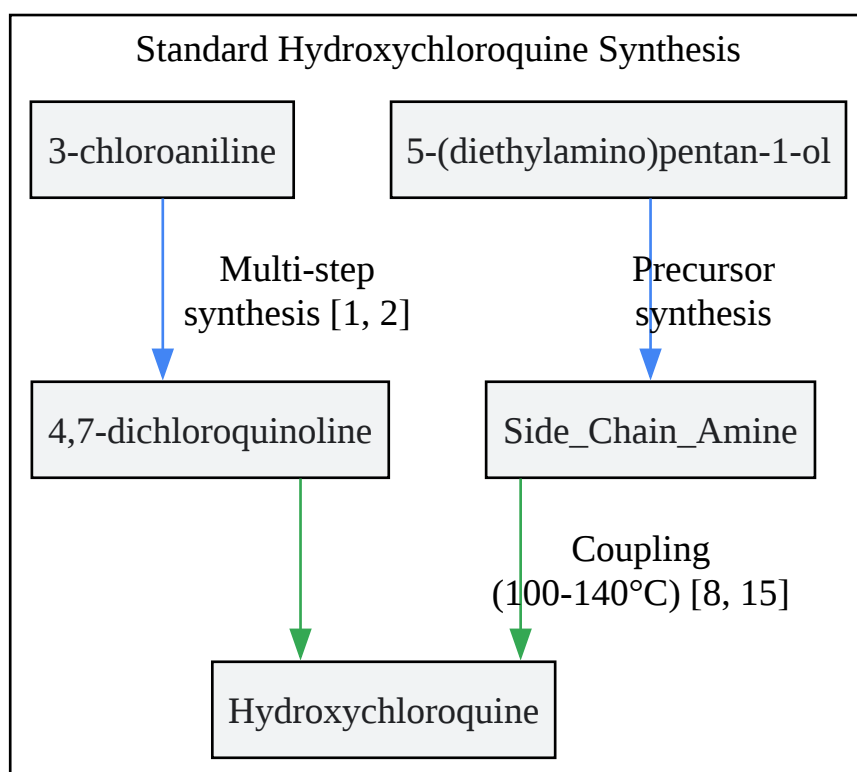 Standard Hydroxychloroquine Synthesis
3-chloroaniline
5-(diethylamino)pentan-1-ol
Multi-step
synthesis [1, 2]
Precursor
synthesis
4,7-dichloroquinoline
Side_Chain_Amine
Coupling
(100-140°C) [8, 15]
Hydroxychloroquine